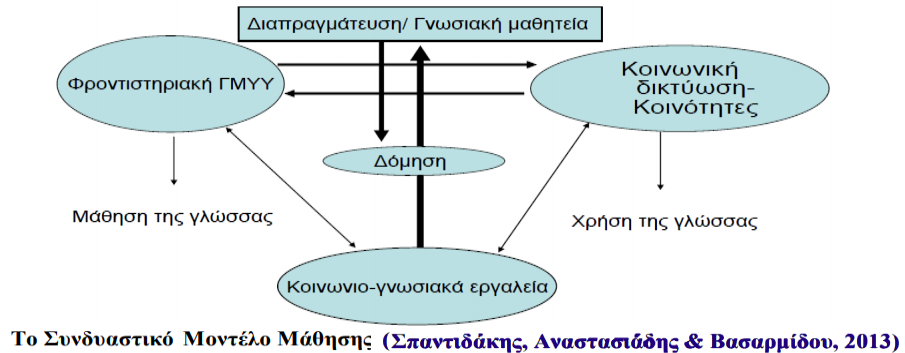 Διαπραγμάτευση/ Γνωσιακή μαθητεία
Φροντιστηριακή ΓΜΥΥ
Κοινωνική
δικτύωση-
Κοινότητες
Δόμηση
Μάθηση της γλώσσας
Χρήση της γλώσσας
Κοινωνιο-γνωσιακά εργαλεία
Το Συνδυαστικό Μοντέλο Μάθησης (Σπαντιδάκης, Αναστασιάδης & Βασαρμίδου, 2013)